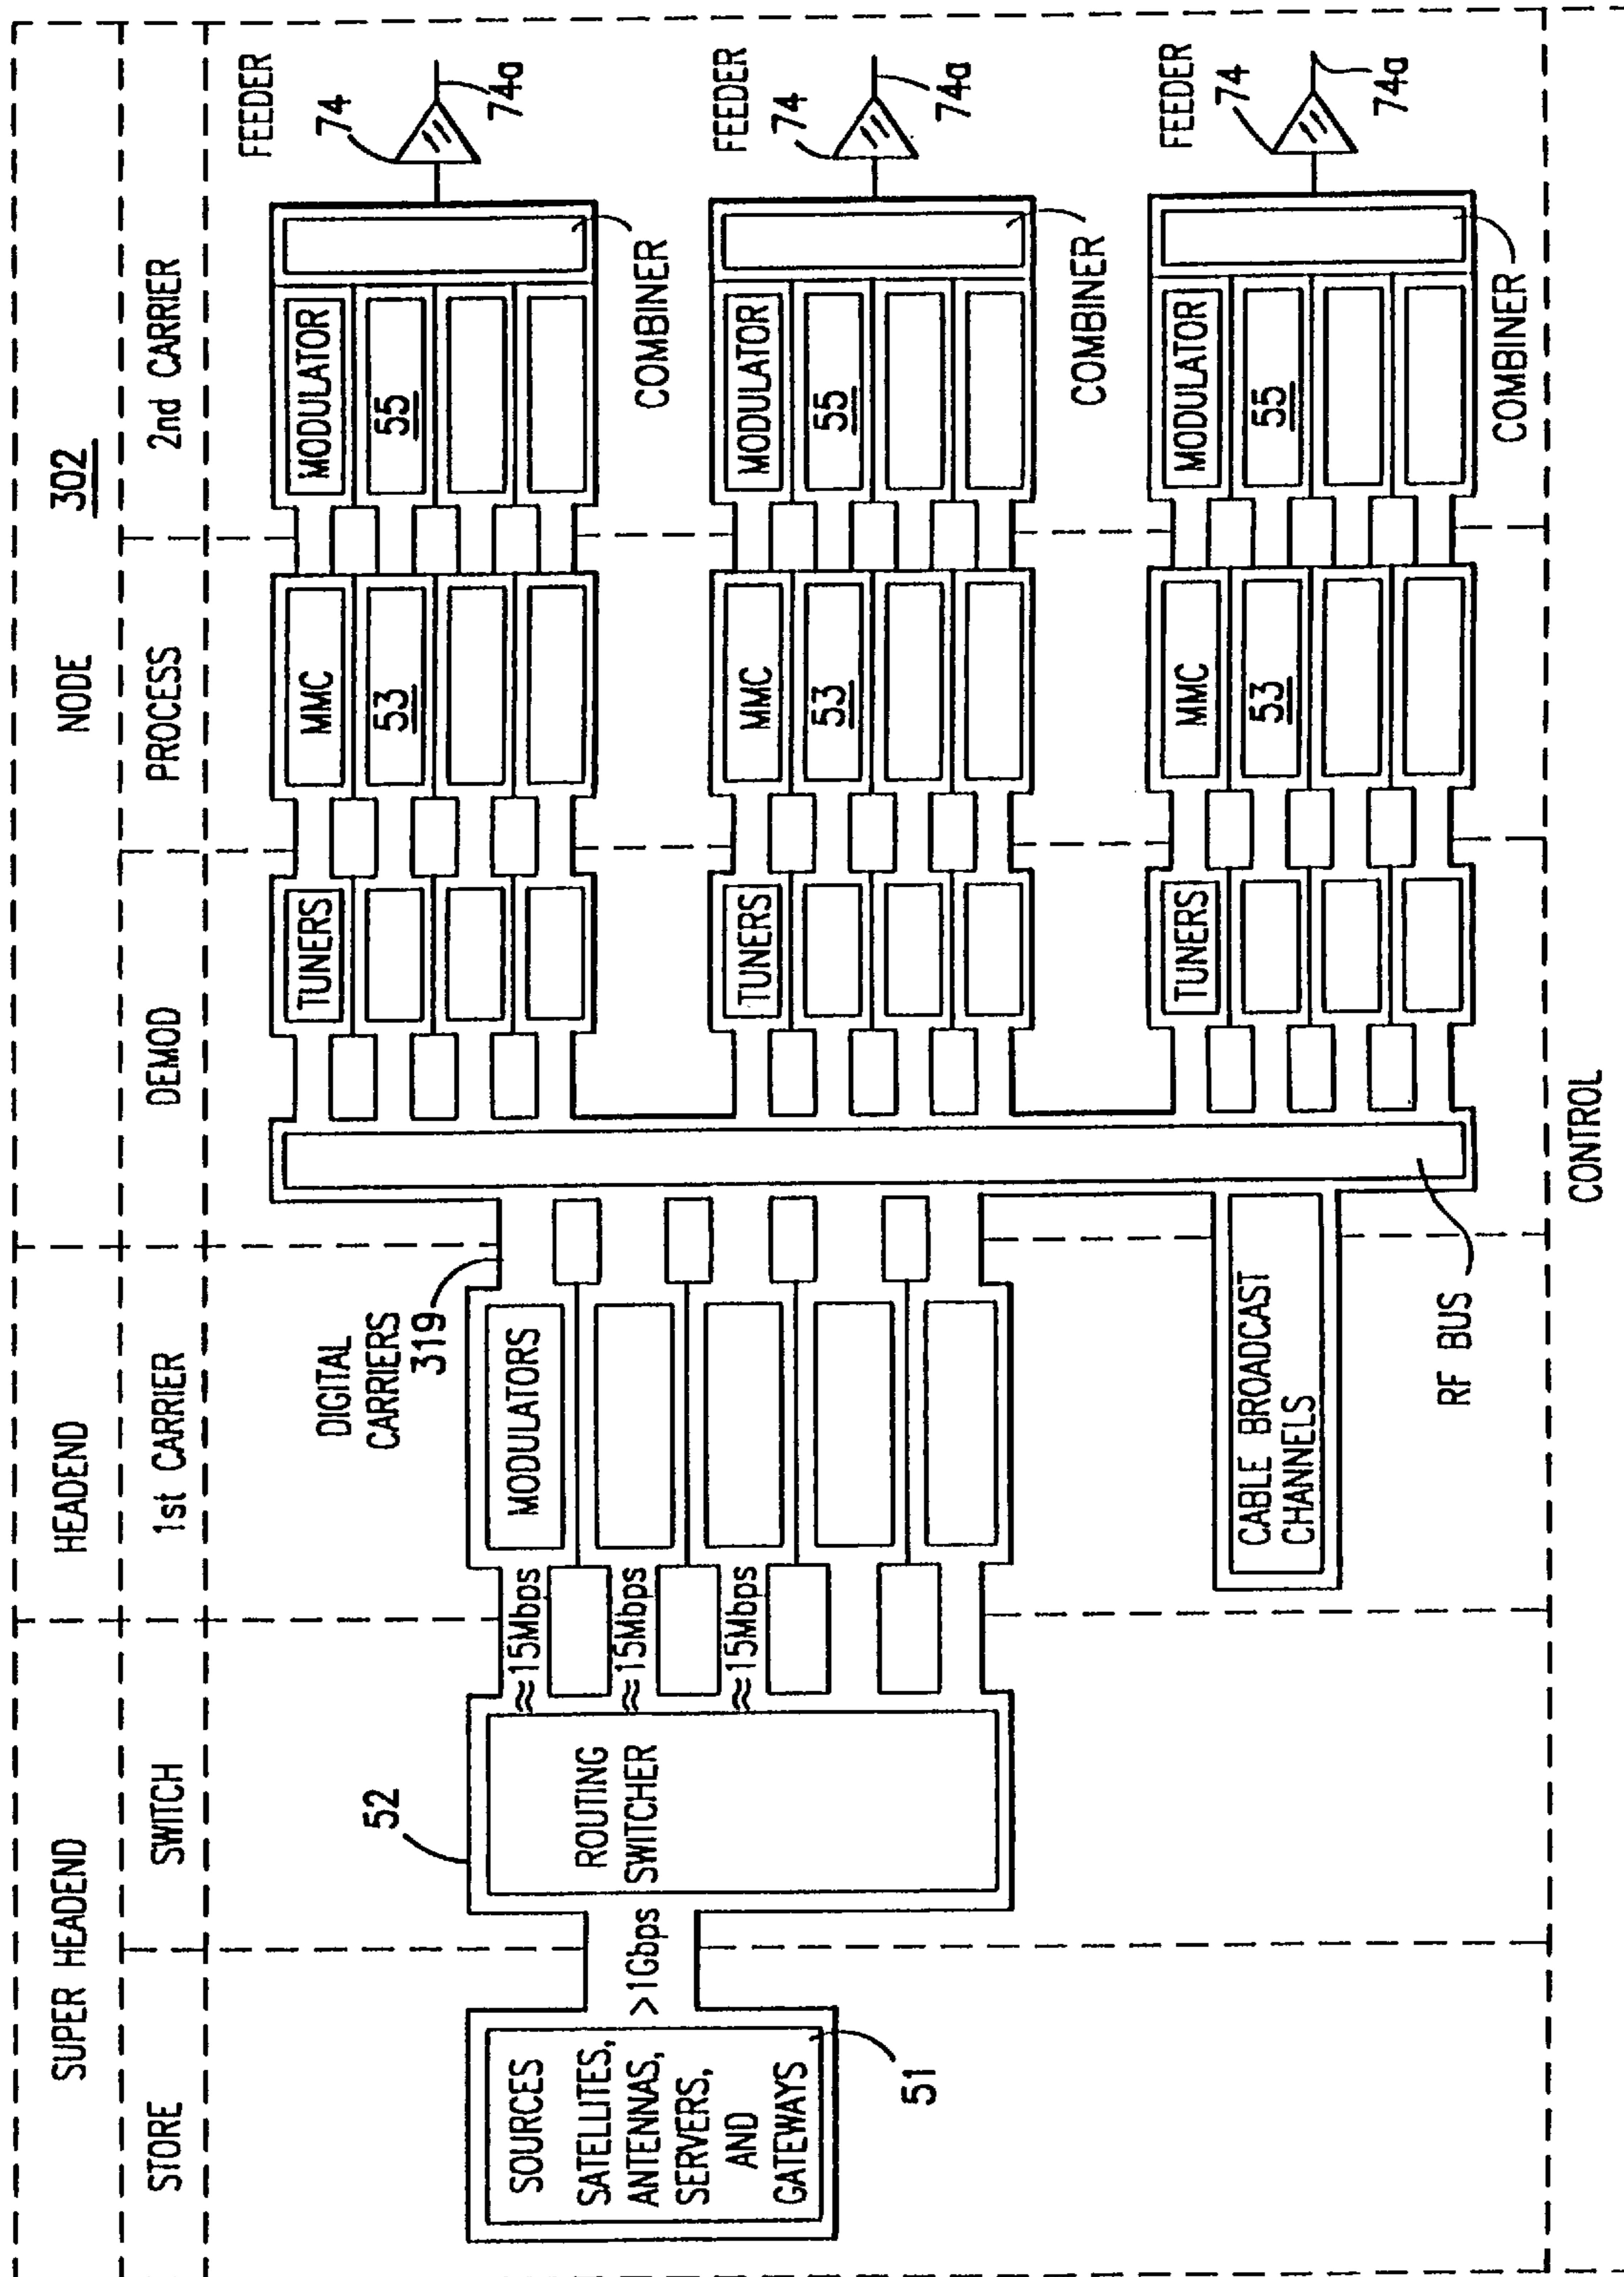 SUPER HEADEND
HEADEND
NODE
302
STORE
SWITCH
1st CARRIER
DEMOD
PROCESS
2nd CARRIER
SOURCES
SATELLITES,
ANTENNAS,
SERVERS,
AND
GATEWAYS
51
>1Gbps
52
ROUTING
SWITCHER
≈15Mbps
≈15Mbps
≈15Mbps
DIGITAL
CARRIERS
319
MODULATORS
CABLE BROADCAST
CHANNELS
RF BUS
TUNERS
MMC
53
MODULATOR
55
COMBINER
FEEDER
74
74a
TUNERS
MMC
53
MODULATOR
55
COMBINER
FEEDER
74
74a
TUNERS
MMC
53
MODULATOR
55
COMBINER
FEEDER
74
74a
CONTROL